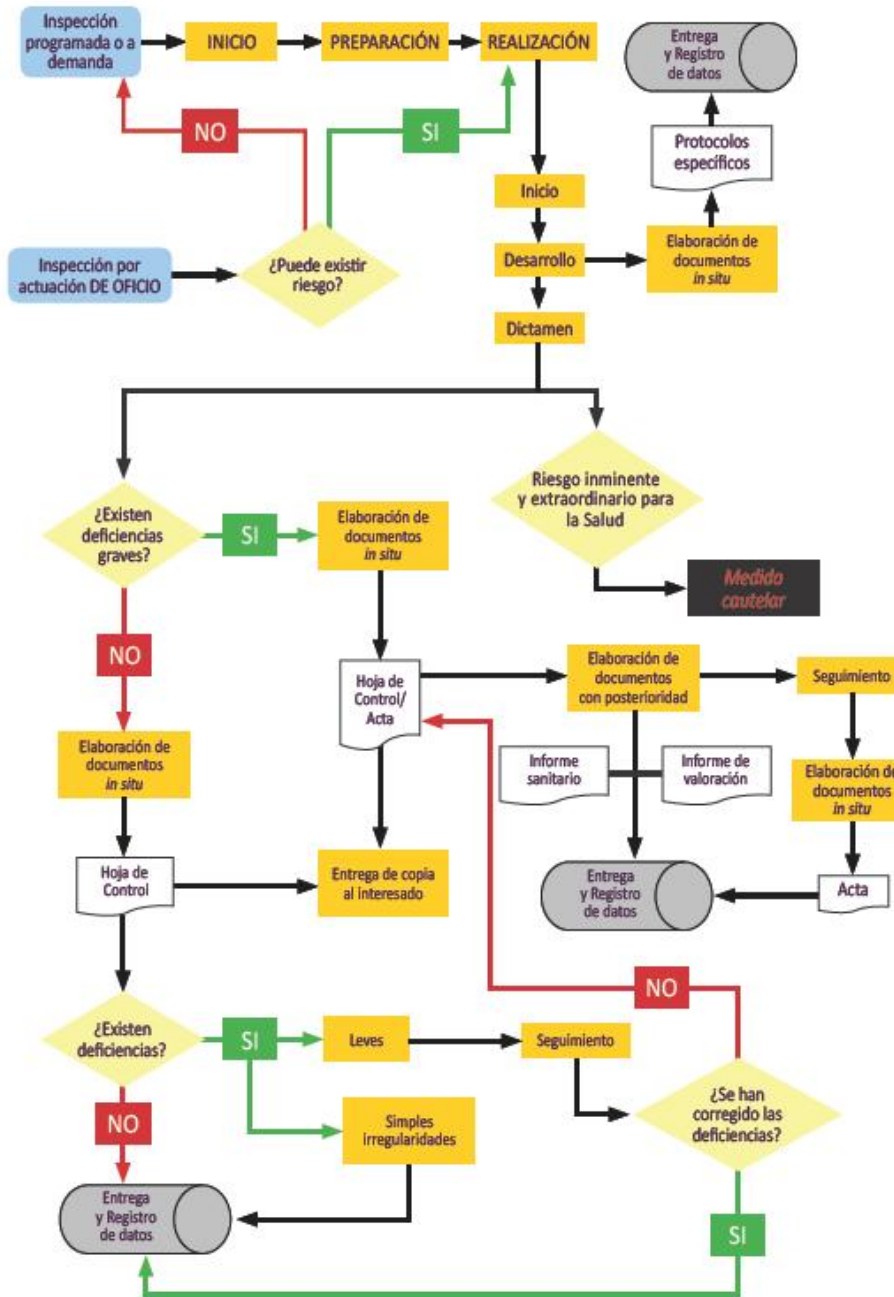 Inspección
programada o a
demanda
INICIO
PREPARACIÓN
REALIZACIÓN
Entrega
y Registro
de datos
NO
SI
Protocolos
específicos
Inicio
Inspección por
actuación DE OFICIO
¿Puede existir
riesgo?
Desarrollo
Elaboración de
documentos
in situ
Dictamen
¿Existen
deficiencias
graves?
SI
Elaboración de
documentos
in situ
Riesgo inminente
y extraordinario para
la Salud
Medido
cautelar
NO
Hoja de
Control/
Acta
Elaboración de
documentos
con posterioridad
Seguimiento
Elaboración de
documentos
in situ
Informe
sanitario
Informe de
valoración
Elaboración de
documentos
in situ
Hoja de
Control
Entrega de copia
al interesado
Entrega
y Registro
de datos
Acta
NO
¿Existen
deficiencias?
SI
Leves
Seguimiento
¿Se han
corregido las
deficiencias?
NO
Simples
irregularidades
Entrega
y Registro
de datos
SI